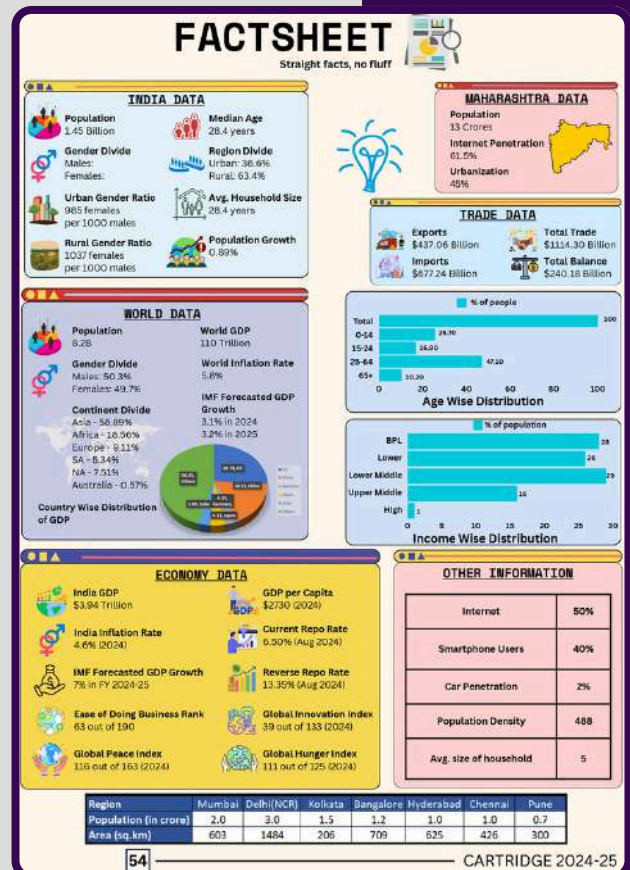 FACTSHEET
Straight facts, no fluff
INDIA DATA
Population
1.45 Billion
Median Age
28.4 years
Gender Divide
Males:
Females:
Region Divide
Urban: 36.6%
Rural: 63.4%
Urban Gender Ratio
985 females
per 1000 males
Avg. Household Size
28.4 years
Rural Gender Ratio
1037 females
per 1000 males
Population Growth
0.89%
MAHARASHTRA DATA
Population
13 Crores
Internet Penetration
61.5%
Urbanization
45%
TRADE DATA
Exports
$437.06 Billion
Total Trade
$1114.30 Billion
Imports
$677.24 Billion
Total Balance
$240.18 Billion
WORLD DATA
Population
8.2B
World GDP
110 Trillion
Gender Divide
Males: 50.3%
Females: 49.7%
World Inflation Rate
5.8%
IMF Forecasted GDP
Growth
3.1% in 2024
3.2% in 2025
Continent Divide
Asia - 58.89%
Africa - 18.56%
Europe - 9.11%
SA - 5.34%
NA - 7.51%
Australia - 0.57%
Country Wise Distribution
of GDP
% of people
Total
100
0-14
15-24
25-64
65+
0 20 40 60 80 100
Age Wise Distribution
% of population
BPL
28
Lower
26
Lower Middle
29
Upper Middle
16
High
1
0 5 10 15 20 25 30
Income Wise Distribution
ECONOMY DATA
India GDP
$3.94 Trillion
GDP per Capita
$2730 (2024)
India Inflation Rate
4.6% (2024)
Current Repo Rate
6.50% (Aug 2024)
IMF Forecasted GDP Growth
7% in FY 2024-25
Reverse Repo Rate
13.35% (Aug 2024)
Ease of Doing Business Rank
63 out of 190
Global Innovation Index
39 out of 133 (2024)
Global Peace Index
116 out of 163 (2024)
Global Hunger Index
111 out of 125 (2024)
OTHER INFORMATION
Internet 50%
Smartphone Users 40%
Car Penetration 2%
Population Density 488
Avg. size of household 5
Region Mumbai Delhi(NCR) Kolkata Bangalore Hyderabad Chennai Pune
Population (in crore) 2.0 3.0 1.5 1.2 1.0 1.0 0.7
Area (sq.km) 603 1484 206 709 625 426 300
54
CARTRIDGE 2024-25